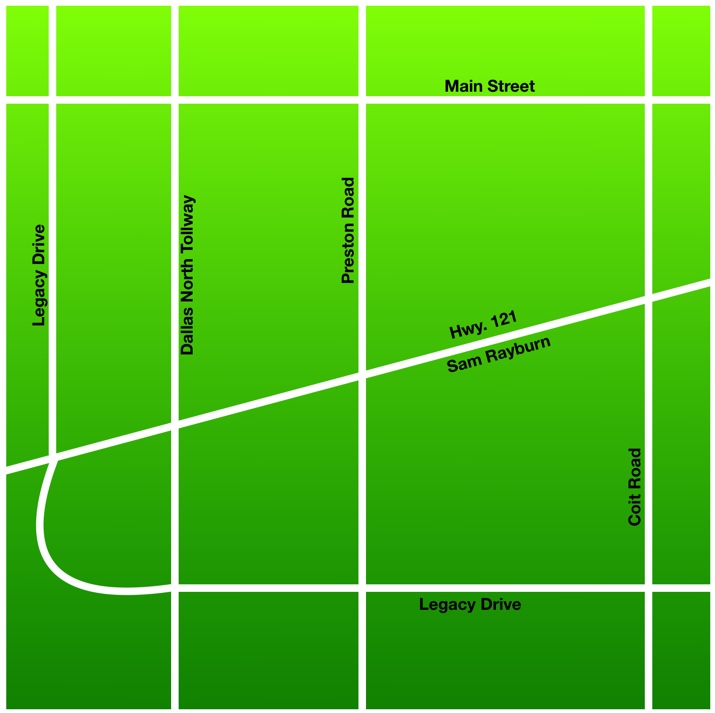 Main Street
Legacy Drive
Dallas North Tollway
Preston Road
Hwy. 121
Sam Rayburn
Coit Road
Legacy Drive